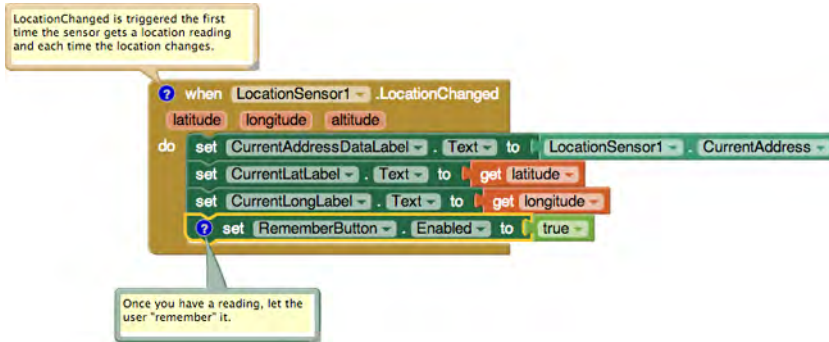 LocationChanged is triggered the first
time the sensor gets a location reading
and each time the location changes.
? when LocationSensor1 .LocationChanged
latitude longitude altitude
do set CurrentAddressDataLabel . Text to LocationSensor1 . CurrentAddress
set CurrentLatLabel . Text to get latitude
set CurrentLongLabel . Text to get longitude
? set RememberButton . Enabled to true
Once you have a reading, let the
user "remember" it.